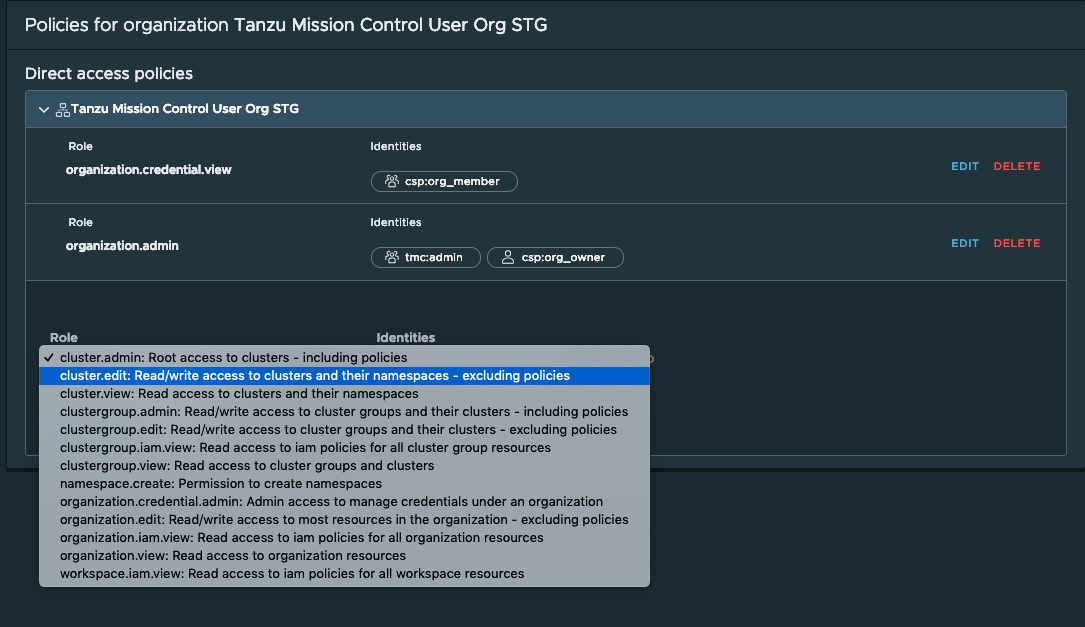 Policies for organization Tanzu Mission Control User Org STG
Direct access policies
Tanzu Mission Control User Org STG
Role
Identities
organization.credential.view
csp:org_member
EDIT
DELETE
Role
Identities
organization.admin
tmc:admin
csp:org_owner
EDIT
DELETE
Role
Identities
cluster.admin: Root access to clusters - including policies
cluster.edit: Read/write access to clusters and their namespaces - excluding policies
cluster.view: Read access to clusters and their namespaces
clustergroup.admin: Read/write access to cluster groups and their clusters - including policies
clustergroup.edit: Read/write access to cluster groups and their clusters - excluding policies
clustergroup.iam.view: Read access to iam policies for all cluster group resources
clustergroup.view: Read access to cluster groups and clusters
namespace.create: Permission to create namespaces
organization.credential.admin: Admin access to manage credentials under an organization
organization.edit: Read/write access to most resources in the organization - excluding policies
organization.iam.view: Read access to iam policies for all organization resources
organization.view: Read access to organization resources
workspace.iam.view: Read access to iam policies for all workspace resources